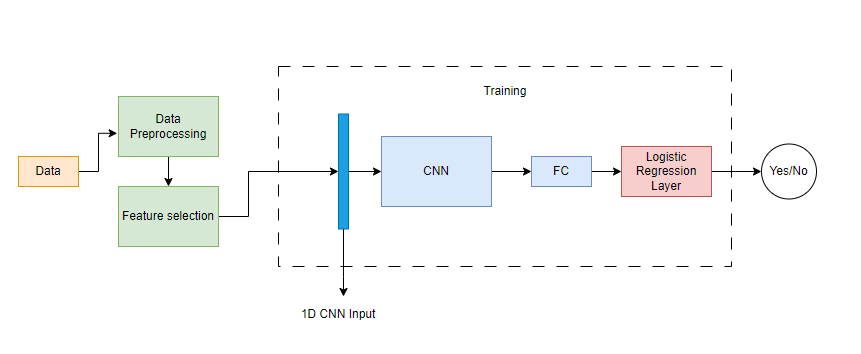 Training
Data
Preprocessing
Data
Feature selection
CNN
FC
Logistic
Regression
Layer
Yes/No
1D CNN Input